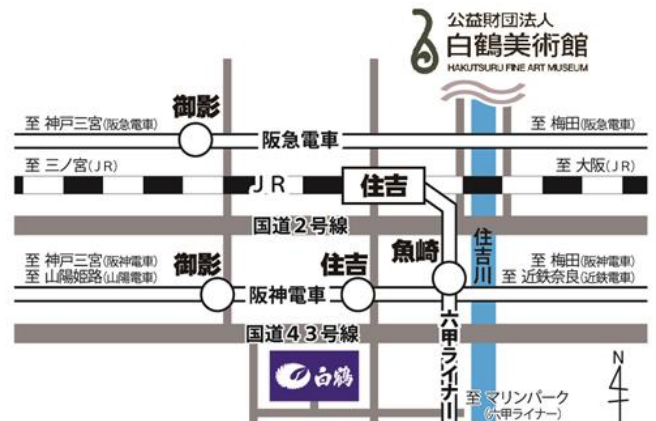 公益財団法人
白鶴美術館
HAKUTSURU FINE ART MUSEUM
御影
至 神戸三宮(阪急電車)
阪急電車
至 梅田(阪急電車)
至 三ノ宮(JR)
JR
住吉
至 大阪(JR)
国道2号線
住吉川
至 神戸三宮(阪神電車)
至 山陽姫路(山陽電車)
御影
住吉
魚崎
至 梅田(阪神電車)
至 近鉄奈良(近鉄電車)
阪神電車
国道43号線
六甲ライナー
白鶴
N
至 マリンパーク
(六甲ライナー)